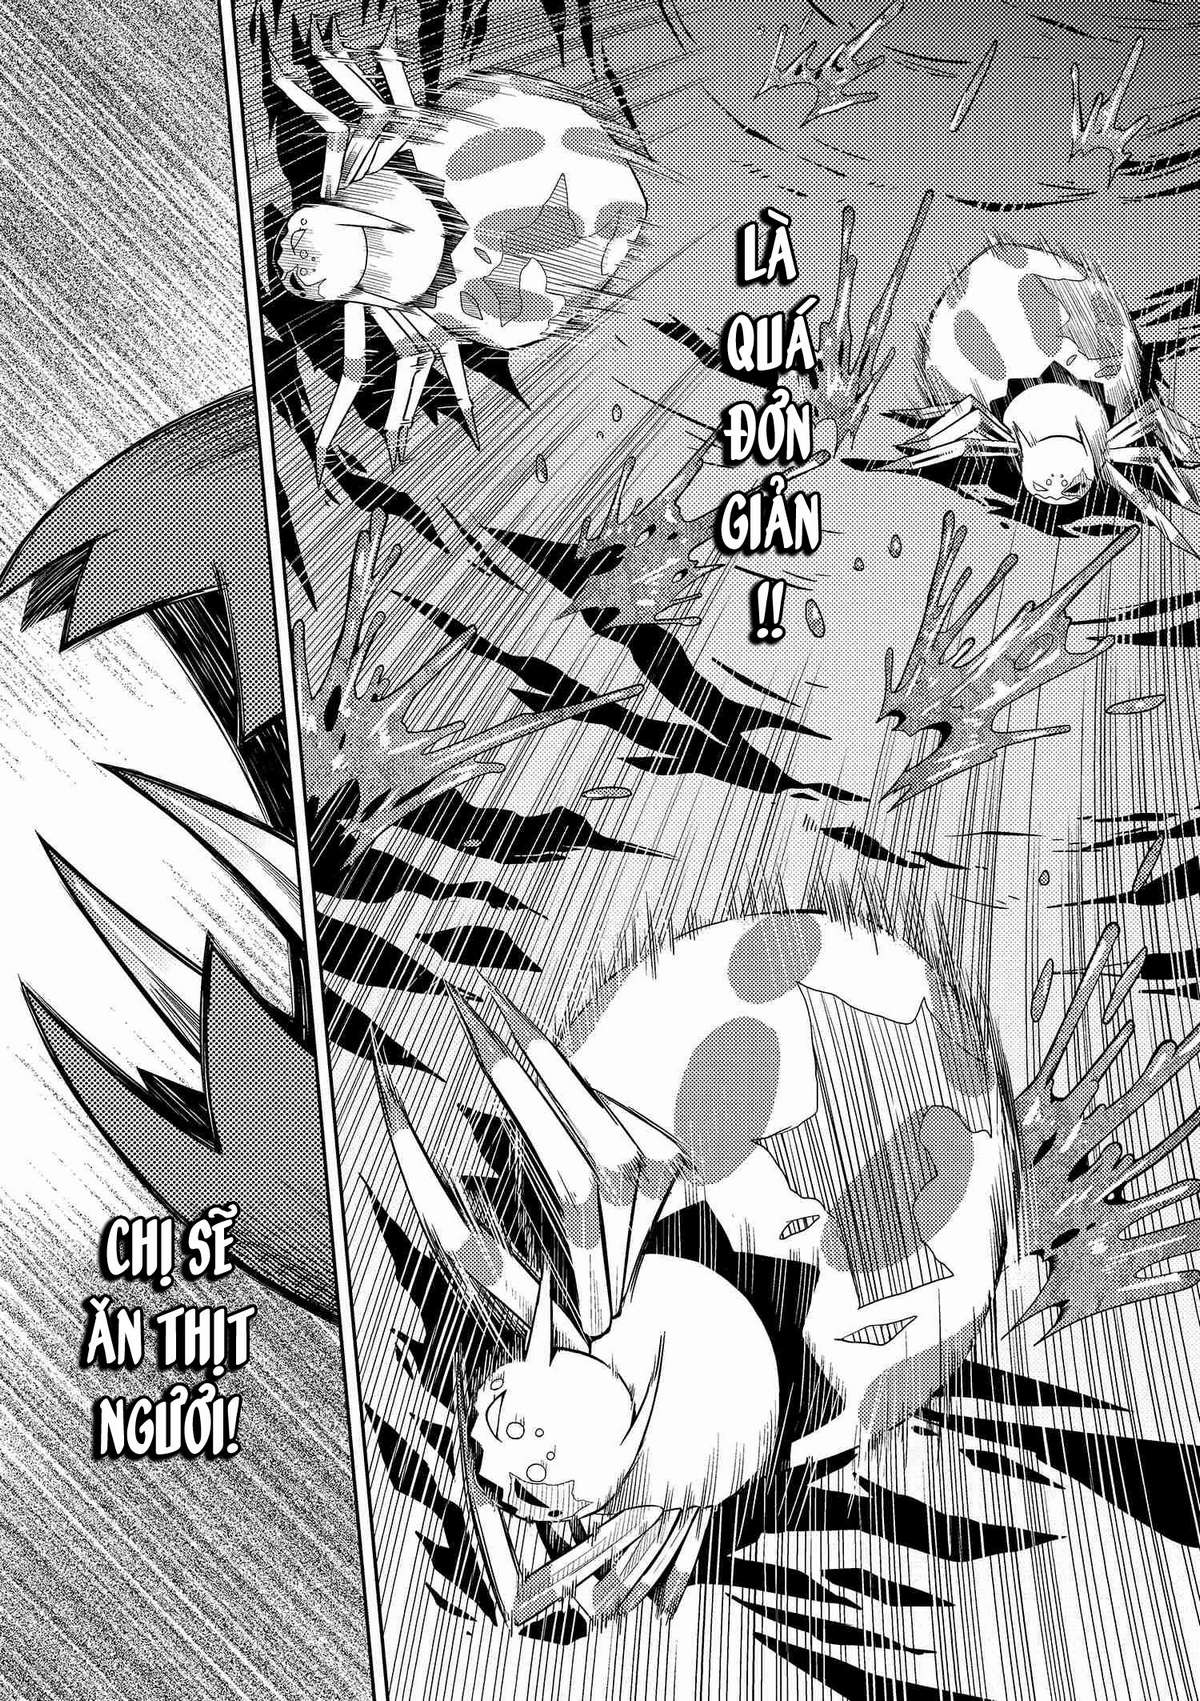 LÀ
QUÁ
ĐƠN
GIẢN
!!
CHỊ SẼ
ĂN THỊT
NGƯƠI!